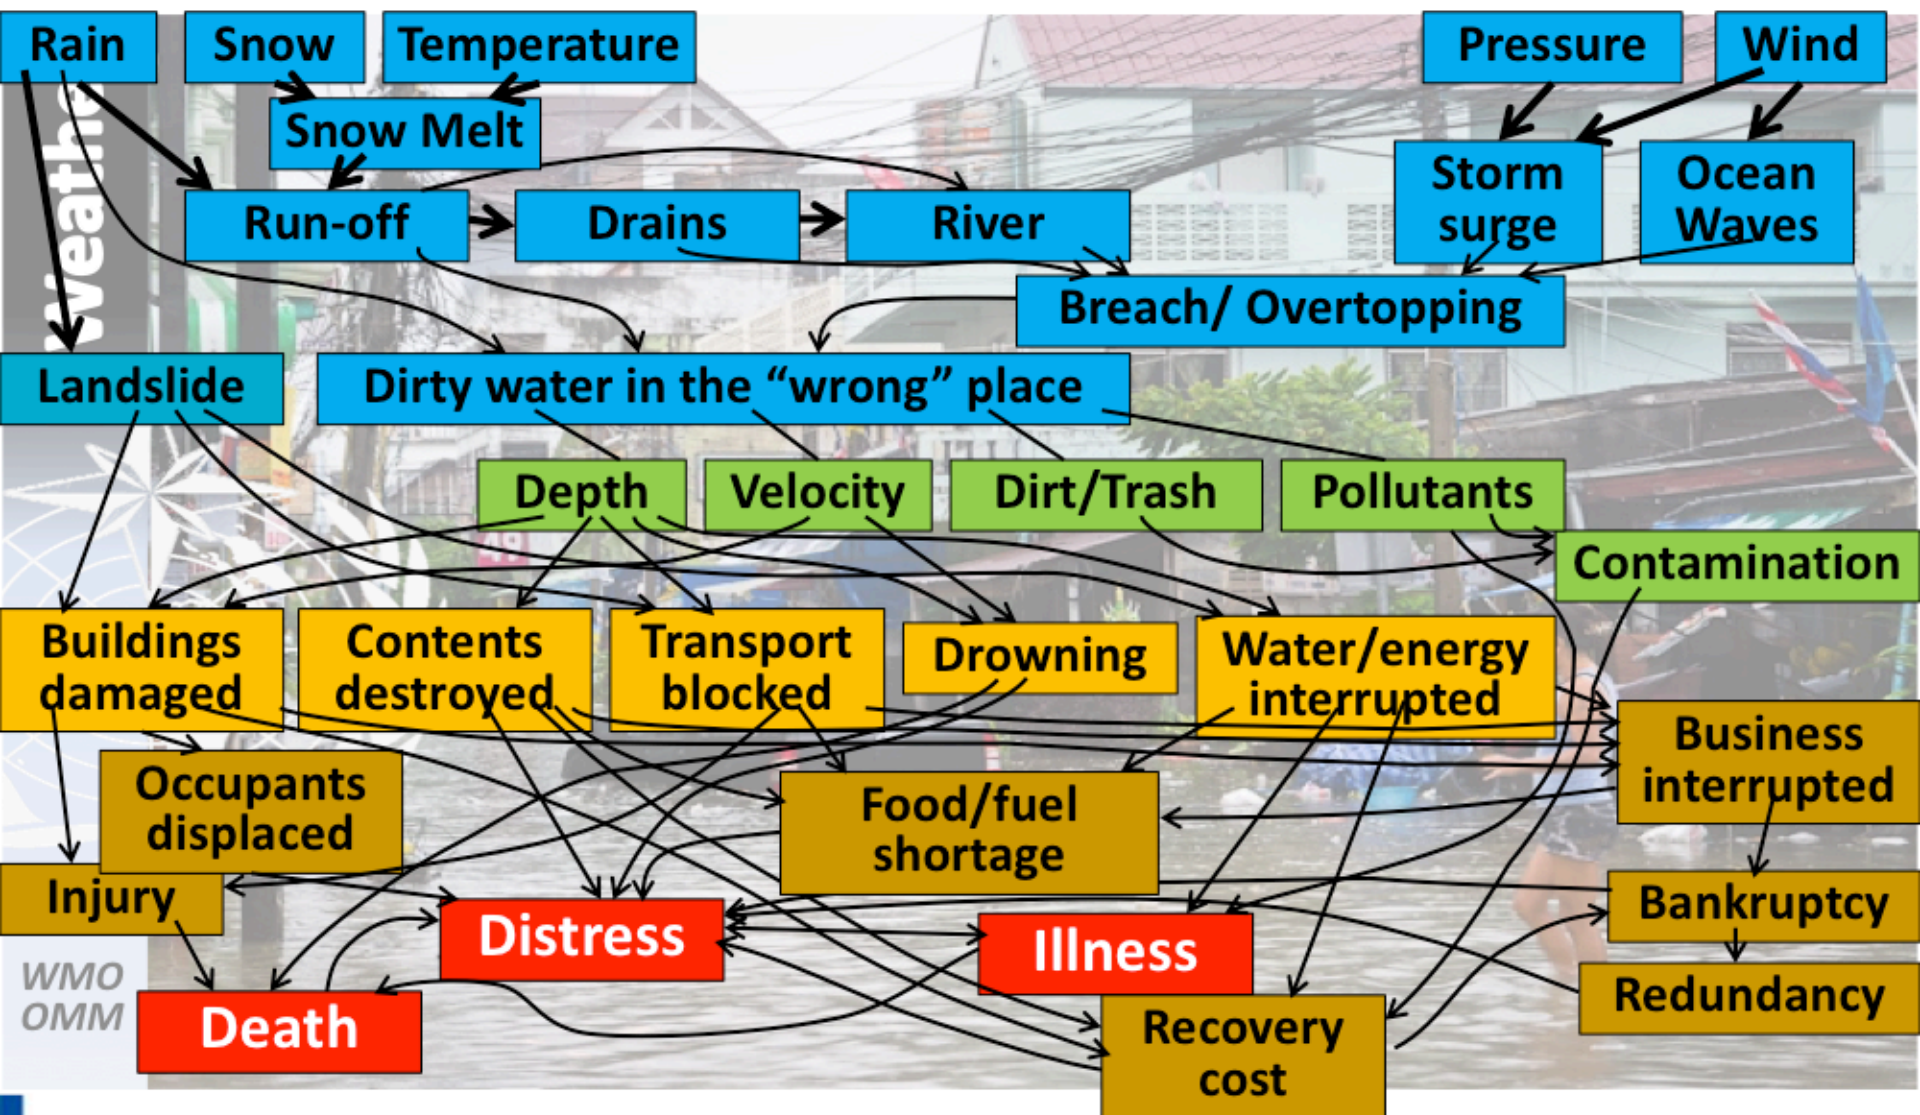 Rain
Snow
Temperature
Pressure
Wind
Snow Melt
Storm
surge
Ocean
Waves
Run-off
Drains
River
Breach/ Overtopping
Landslide
Dirty water in the “wrong” place
Depth
Velocity
Dirt/Trash
Pollutants
Contamination
Buildings
damaged
Contents
destroyed
Transport
blocked
Drowning
Water/energy
interrupted
Business
interrupted
Occupants
displaced
Food/fuel
shortage
Injury
Distress
Illness
Bankruptcy
Redundancy
Death
Recovery
cost
WMO
OMM
Weathe